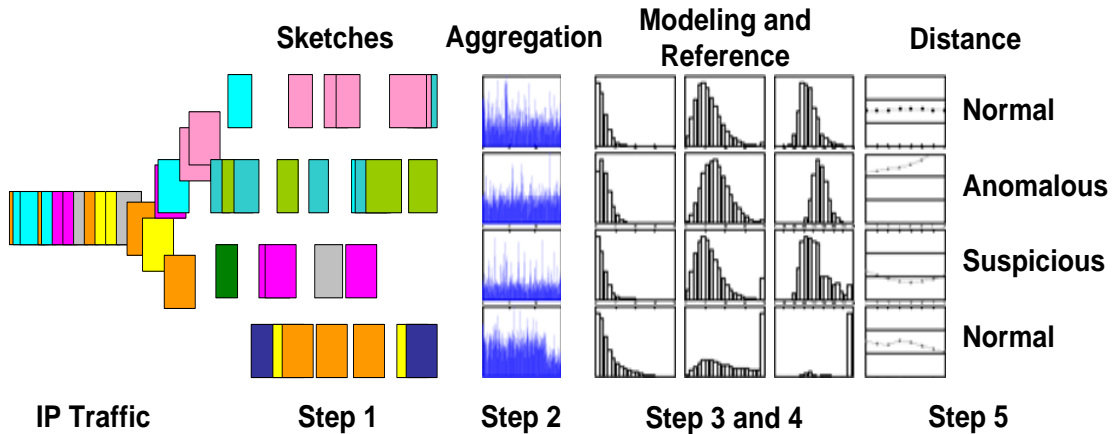 Sketches
Aggregation
Modeling and
Reference
Distance
Normal
Anomalous
Suspicious
Normal
IP Traffic
Step 1
Step 2
Step 3 and 4
Step 5